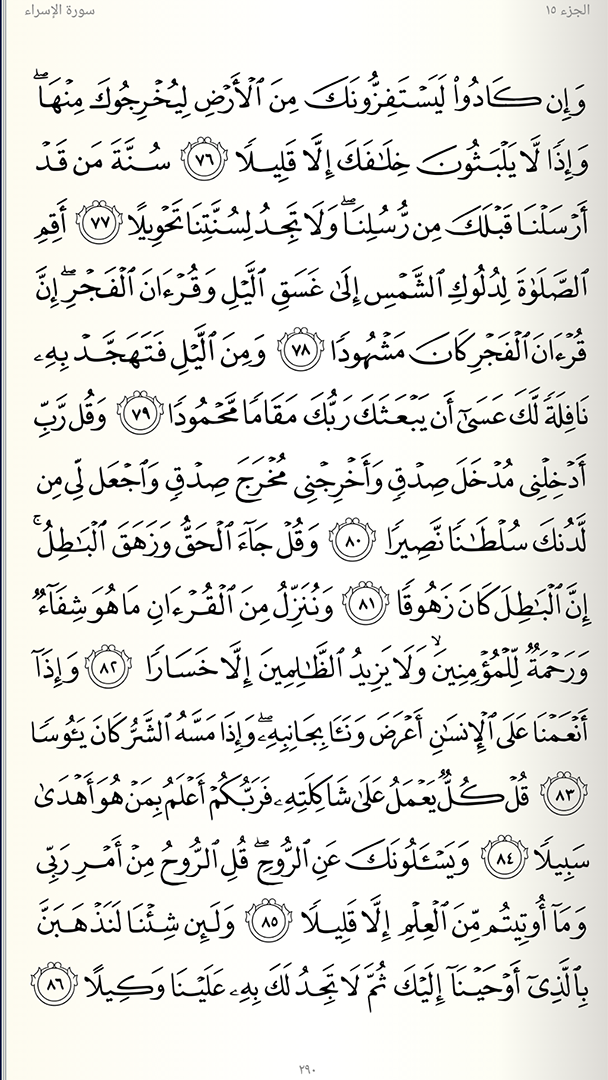 الجزء ١٥
سورة الإسراء
وَإِن كَادُوا۟ لَيَسْتَفِزُّونَكَ مِنَ ٱلْأَرْضِ لِيُخْرِجُوكَ مِنْهَا ۖ
وَإِذًا لَّا يَلْبَثُونَ خِلَـٰفَكَ إِلَّا قَلِيلًا ٧٦ سُنَّةَ مَن قَدْ
أَرْسَلْنَا قَبْلَكَ مِن رُّسُلِنَا ۖ وَلَا تَجِدُ لِسُنَّتِنَا تَحْوِيلًا ٧٧ أَقِمِ
ٱلصَّلَوٰةَ لِدُلُوكِ ٱلشَّمْسِ إِلَىٰ غَسَقِ ٱلَّيْلِ وَقُرْءَانَ ٱلْفَجْرِ ۖ إِنَّ
قُرْءَانَ ٱلْفَجْرِ كَانَ مَشْهُودًا ٧٨ وَمِنَ ٱلَّيْلِ فَتَهَجَّدْ بِهِۦ
نَافِلَةً لَّكَ عَسَىٰٓ أَن يَبْعَثَكَ رَبُّكَ مَقَامًا مَّحْمُودًا ٧٩ وَقُل رَّبِّ
أَدْخِلْنِى مُدْخَلَ صِدْقٍ وَأَخْرِجْنِى مُخْرَجَ صِدْقٍ وَٱجْعَل لِّى مِن
لَّدُنكَ سُلْطَـٰنًا نَّصِيرًا ٨٠ وَقُلْ جَآءَ ٱلْحَقُّ وَزَهَقَ ٱلْبَـٰطِلُ ۚ
إِنَّ ٱلْبَـٰطِلَ كَانَ زَهُوقًا ٨١ وَنُنَزِّلُ مِنَ ٱلْقُرْءَانِ مَا هُوَ شِفَآءٌ
وَرَحْمَةٌ لِّلْمُؤْمِنِينَ ۙ وَلَا يَزِيدُ ٱلظَّـٰلِمِينَ إِلَّا خَسَارًا ٨٢ وَإِذَآ
أَنْعَمْنَا عَلَى ٱلْإِنسَـٰنِ أَعْرَضَ وَنَـَٔا بِجَانِبِهِۦ ۖ وَإِذَا مَسَّهُ ٱلشَّرُّ كَانَ يَـُٔوسًا
٨٣ قُلْ كُلٌّ يَعْمَلُ عَلَىٰ شَاكِلَتِهِۦ فَرَبُّكُمْ أَعْلَمُ بِمَنْ هُوَ أَهْدَىٰ
سَبِيلًا ٨٤ وَيَسْـَٔلُونَكَ عَنِ ٱلرُّوحِ ۖ قُلِ ٱلرُّوحُ مِنْ أَمْرِ رَبِّى
وَمَآ أُوتِيتُم مِّنَ ٱلْعِلْمِ إِلَّا قَلِيلًا ٨٥ وَلَئِن شِئْنَا لَنَذْهَبَنَّ
بِٱلَّذِىٓ أَوْحَيْنَآ إِلَيْكَ ثُمَّ لَا تَجِدُ لَكَ بِهِۦ عَلَيْنَا وَكِيلًا ٨٦
٢٩٠